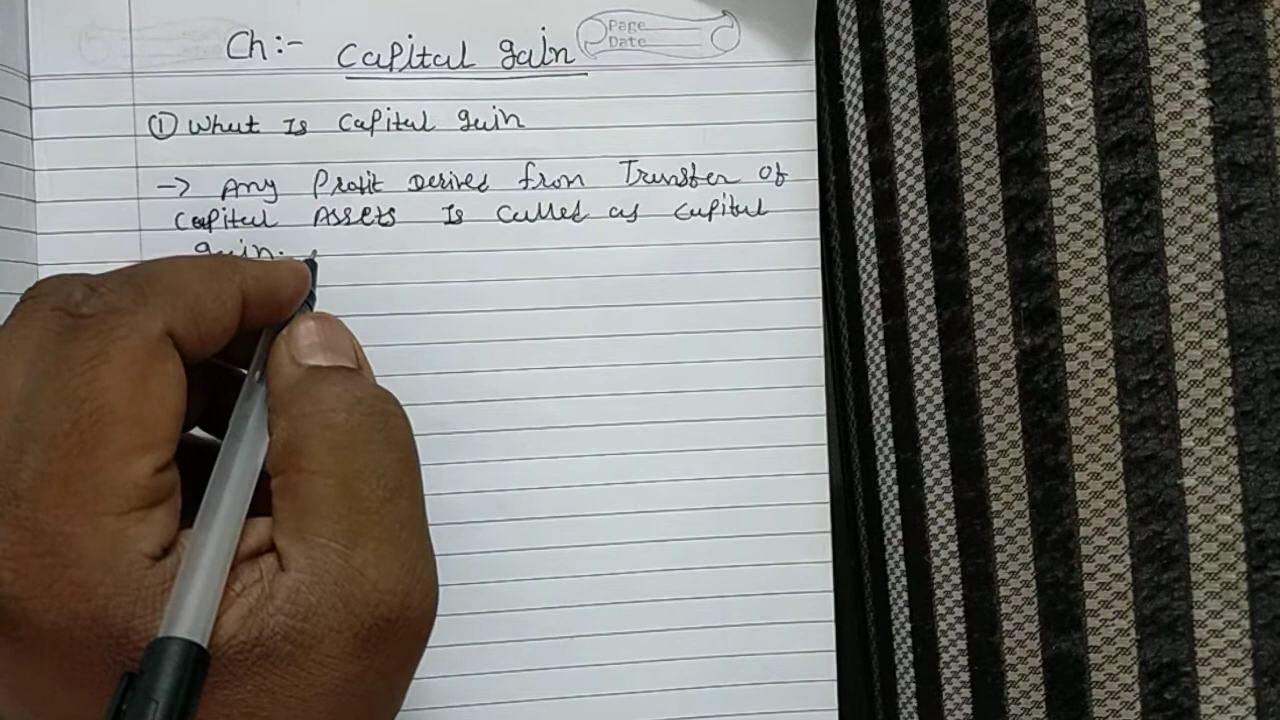 Page
Date
Ch:- Capital gain
① What Is Capital gain
→ Any Profit Derived from Transfer of
Capital Assets Is Called as Capital
gain.